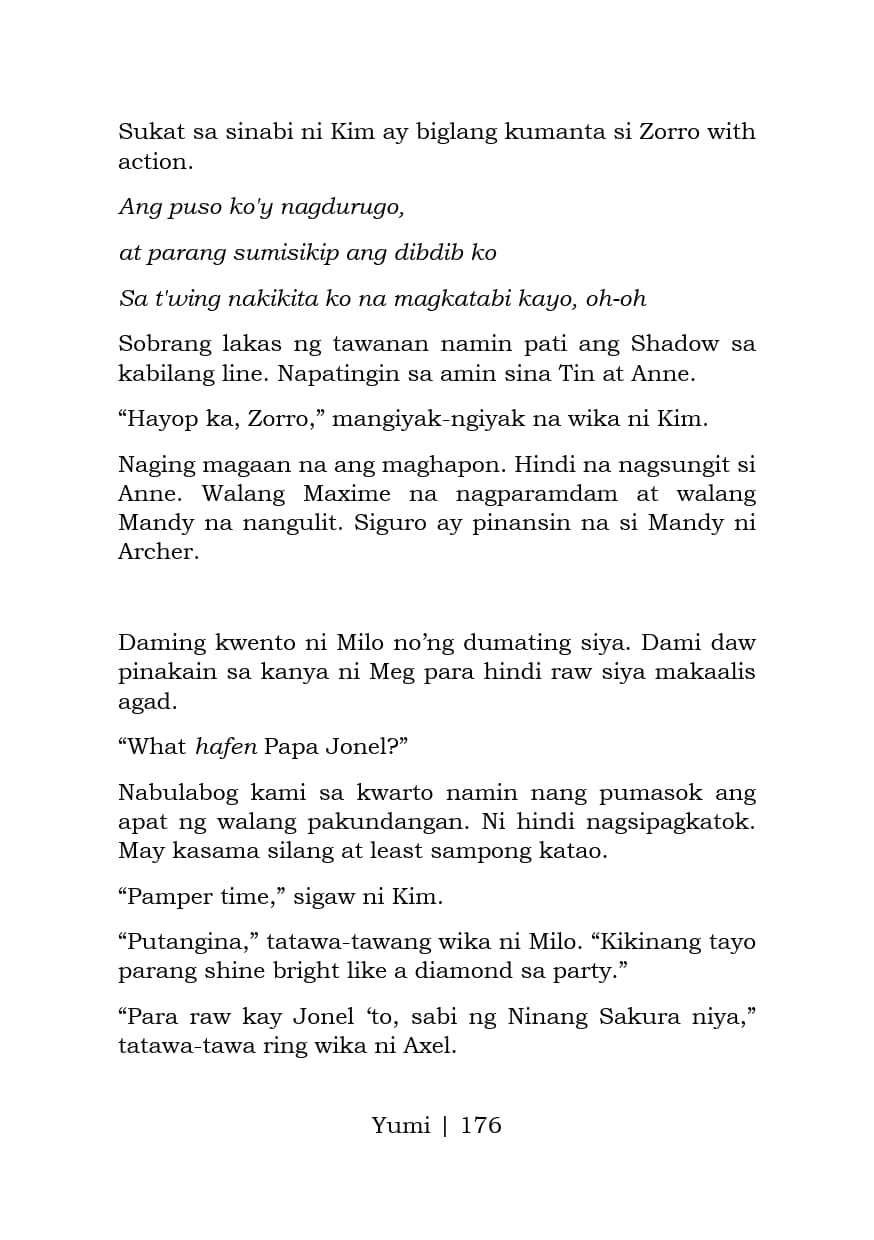 Sukat sa sinabi ni Kim ay biglang kumanta si Zorro with
action.
Ang puso ko'y nagdurugo,
at parang sumisikip ang dibdib ko
Sa t'wing nakikita ko na magkatabi kayo, oh-oh
Sobrang lakas ng tawanan namin pati ang Shadow sa
kabilang line. Napatingin sa amin sina Tin at Anne.
“Hayop ka, Zorro,” mangiyak-ngiyak na wika ni Kim.
Naging magaan na ang maghapon. Hindi na nagsungit si
Anne. Walang Maxime na nagparamdam at walang
Mandy na nangulit. Siguro ay pinansin na si Mandy ni
Archer.
Daming kwento ni Milo no’ng dumating siya. Dami daw
pinakain sa kanya ni Meg para hindi raw siya makaalis
agad.
“What hafen Papa Jonel?”
Nabulabog kami sa kwarto namin nang pumasok ang
apat ng walang pakundangan. Ni hindi nagsipagkatok.
May kasama silang at least sampong katao.
“Pamper time,” sigaw ni Kim.
“Putangina,” tatawa-tawang wika ni Milo. “Kikinang tayo
parang shine bright like a diamond sa party.”
“Para raw kay Jonel ‘to, sabi ng Ninang Sakura niya,”
tatawa-tawa ring wika ni Axel.
Yumi | 176